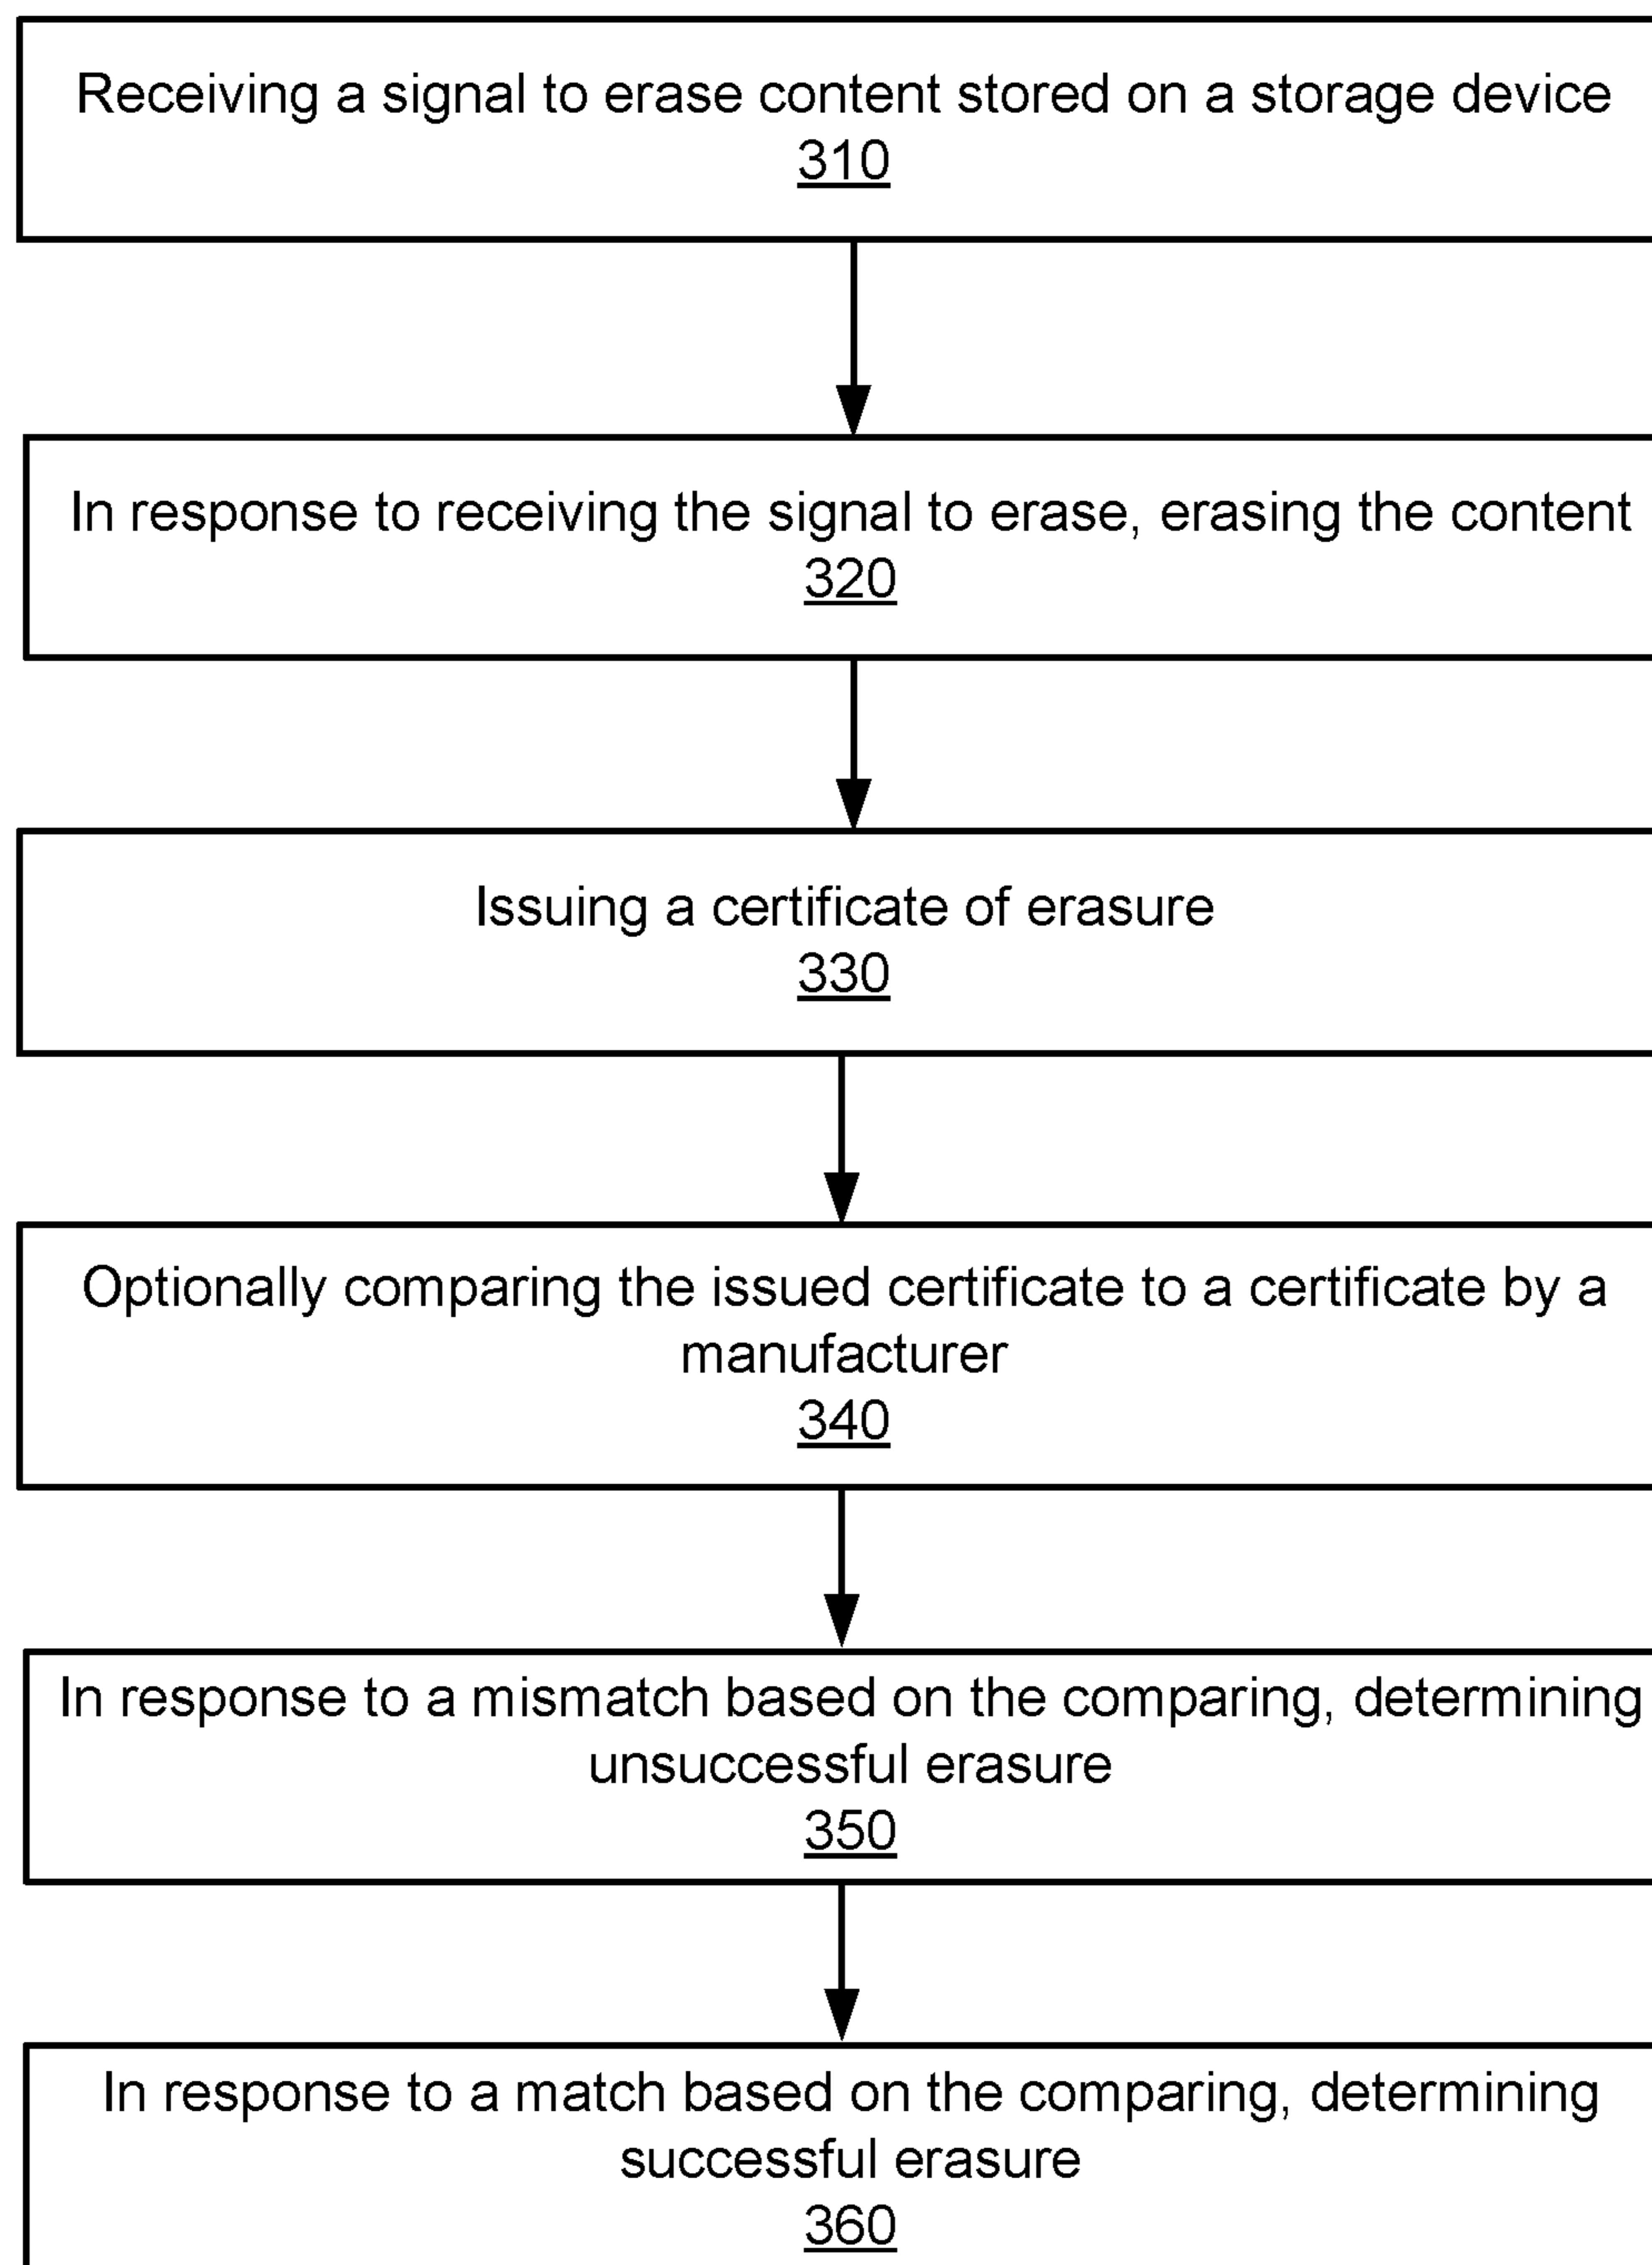 Receiving a signal to erase content stored on a storage device
310
In response to receiving the signal to erase, erasing the content
320
Issuing a certificate of erasure
330
Optionally comparing the issued certificate to a certificate by a
manufacturer
340
In response to a mismatch based on the comparing, determining
unsuccessful erasure
350
In response to a match based on the comparing, determining
successful erasure
360